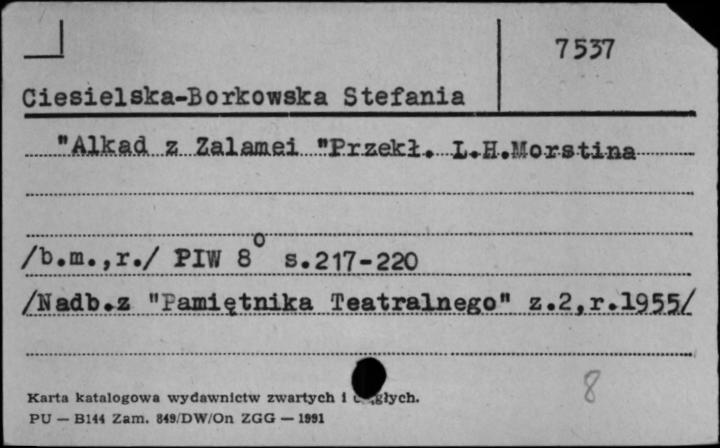 7537
Ciesielska-Borkowska Stefania
"Alkad z Zalamei "Przekł. L.H.Morstina
/b.m.,r./ PIW 8° s.217-220
/Nadb.z "Pamiętnika Teatralnego" z.2,r.1955/
8
Karta katalogowa wydawnictw zwartych i
PU — B144 Zam. 849/DW/On ZGG — 1991